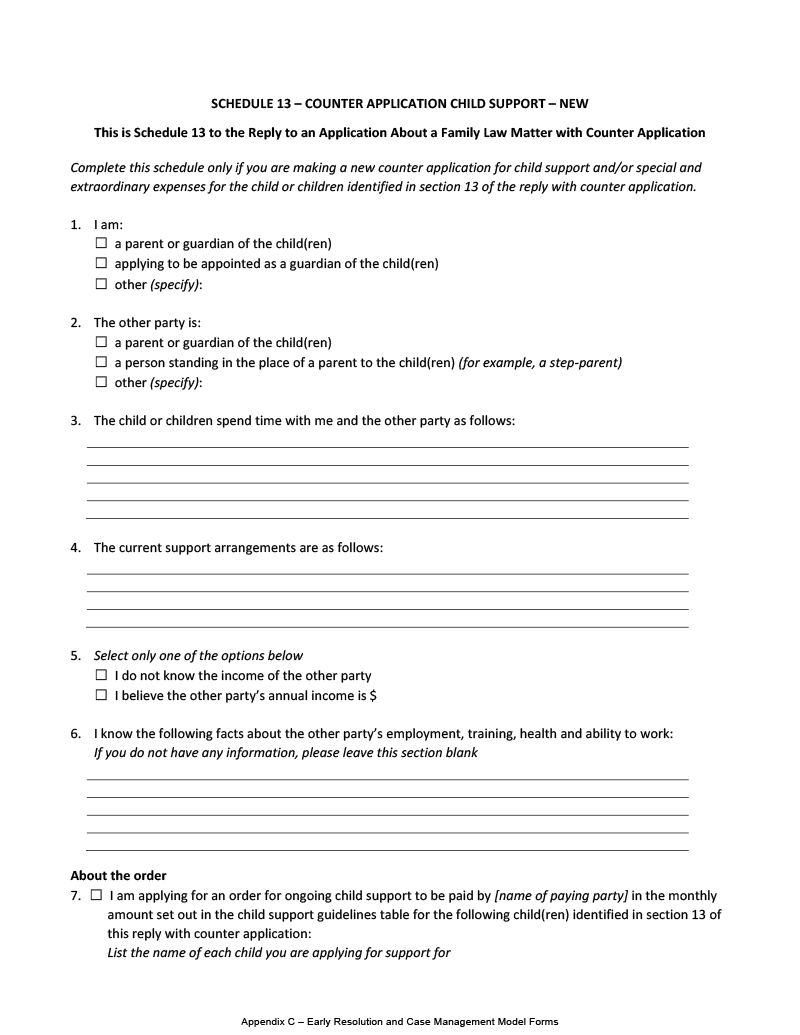 SCHEDULE 13 – COUNTER APPLICATION CHILD SUPPORT – NEW
This is Schedule 13 to the Reply to an Application About a Family Law Matter with Counter Application
Complete this schedule only if you are making a new counter application for child support and/or special and
extraordinary expenses for the child or children identified in section 13 of the reply with counter application.
1. I am:
☐ a parent or guardian of the child(ren)
☐ applying to be appointed as a guardian of the child(ren)
☐ other (specify):
2. The other party is:
☐ a parent or guardian of the child(ren)
☐ a person standing in the place of a parent to the child(ren) (for example, a step-parent)
☐ other (specify):
3. The child or children spend time with me and the other party as follows:
4. The current support arrangements are as follows:
5. Select only one of the options below
☐ I do not know the income of the other party
☐ I believe the other party's annual income is $
6. I know the following facts about the other party's employment, training, health and ability to work:
If you do not have any information, please leave this section blank
About the order
7. ☐ I am applying for an order for ongoing child support to be paid by [name of paying party] in the monthly
amount set out in the child support guidelines table for the following child(ren) identified in section 13 of
this reply with counter application:
List the name of each child you are applying for support for
Appendix C – Early Resolution and Case Management Model Forms